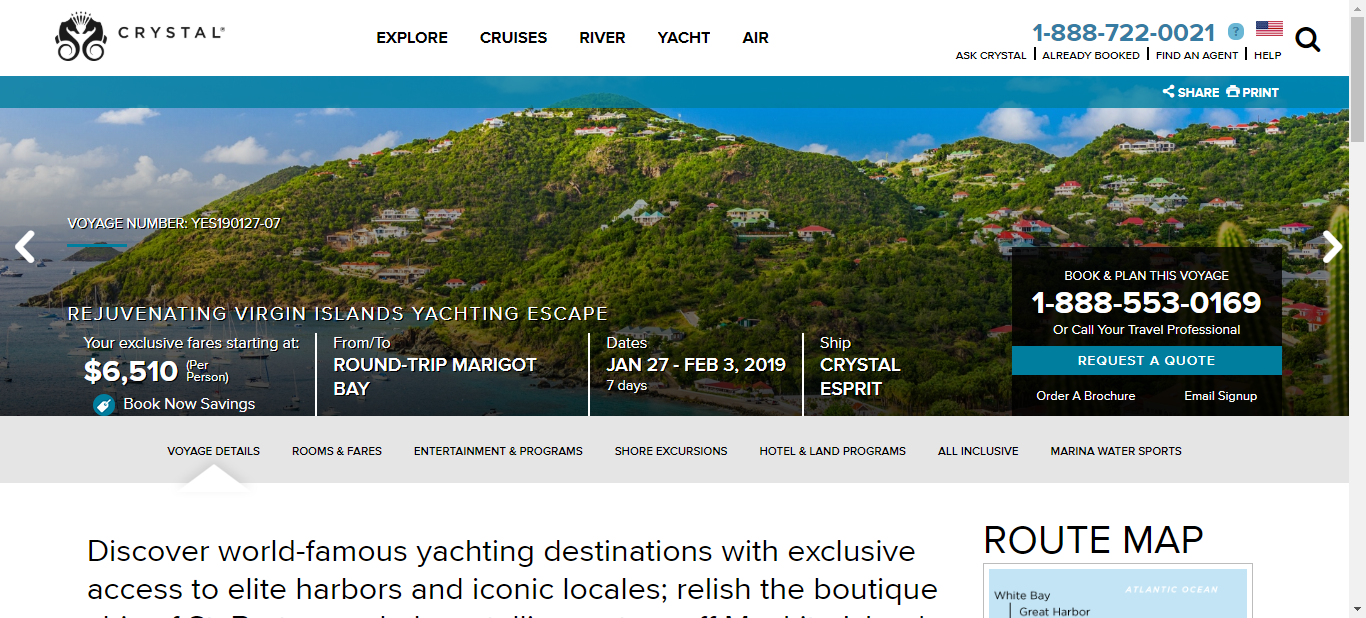 CRYSTAL®
EXPLORE
CRUISES
RIVER
YACHT
AIR
1-888-722-0021 ?
ASK CRYSTAL
ALREADY BOOKED
FIND AN AGENT
HELP
SHARE
PRINT
VOYAGE NUMBER: YES190127-07
REJUVENATING VIRGIN ISLANDS YACHTING ESCAPE
Your exclusive fares starting at:
$6,510 (Per Person)
Book Now Savings
From/To
ROUND-TRIP MARIGOT
BAY
Dates
JAN 27 - FEB 3, 2019
7 days
Ship
CRYSTAL
ESPRIT
BOOK & PLAN THIS VOYAGE
1-888-553-0169
Or Call Your Travel Professional
REQUEST A QUOTE
Order A Brochure
Email Signup
VOYAGE DETAILS
ROOMS & FARES
ENTERTAINMENT & PROGRAMS
SHORE EXCURSIONS
HOTEL & LAND PROGRAMS
ALL INCLUSIVE
MARINA WATER SPORTS
Discover world-famous yachting destinations with exclusive
access to elite harbors and iconic locales; relish the boutique
ROUTE MAP
ATLANTIC OCEAN
White Bay
Great Harbor